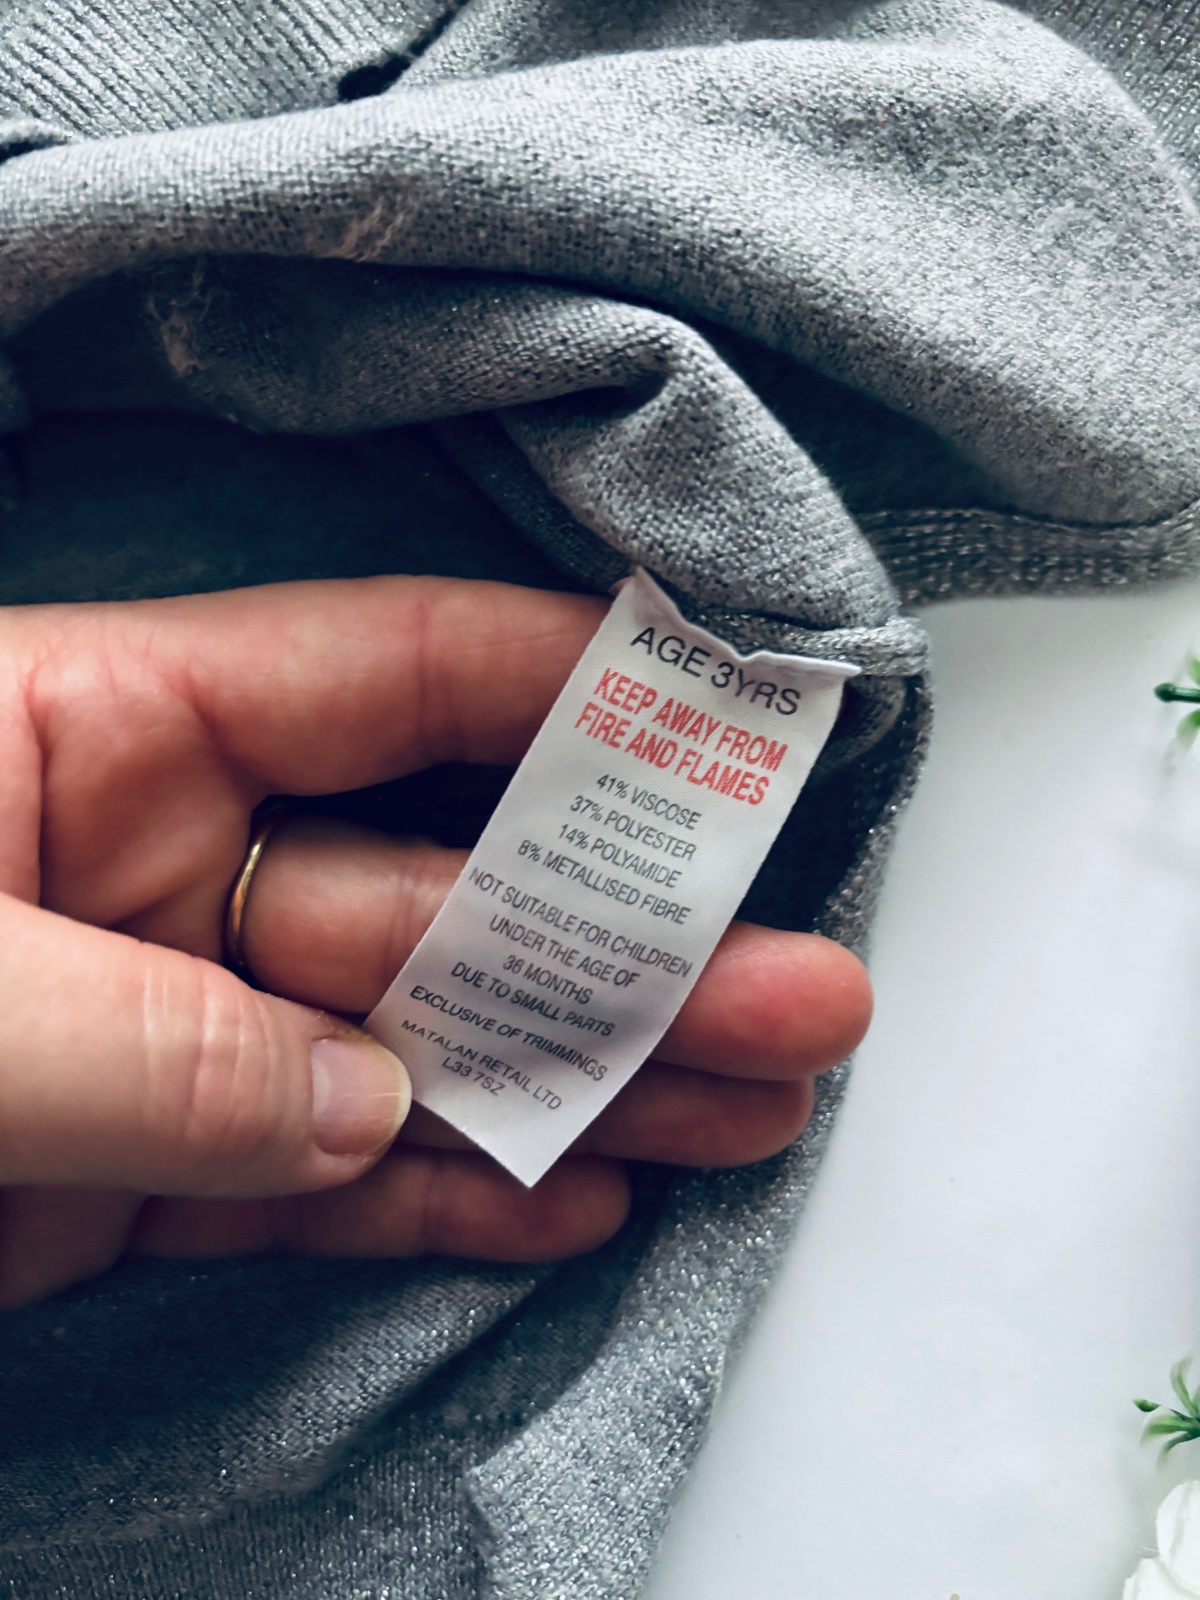 AGE 3YRS
KEEP AWAY FROM
FIRE AND FLAMES
41% VISCOSE
37% POLYESTER
14% POLYAMIDE
8% METALLISED FIBRE
NOT SUITABLE FOR CHILDREN
UNDER THE AGE OF
36 MONTHS
DUE TO SMALL PARTS
EXCLUSIVE OF TRIMMINGS
MATALAN RETAIL LTD
L33 7SZ